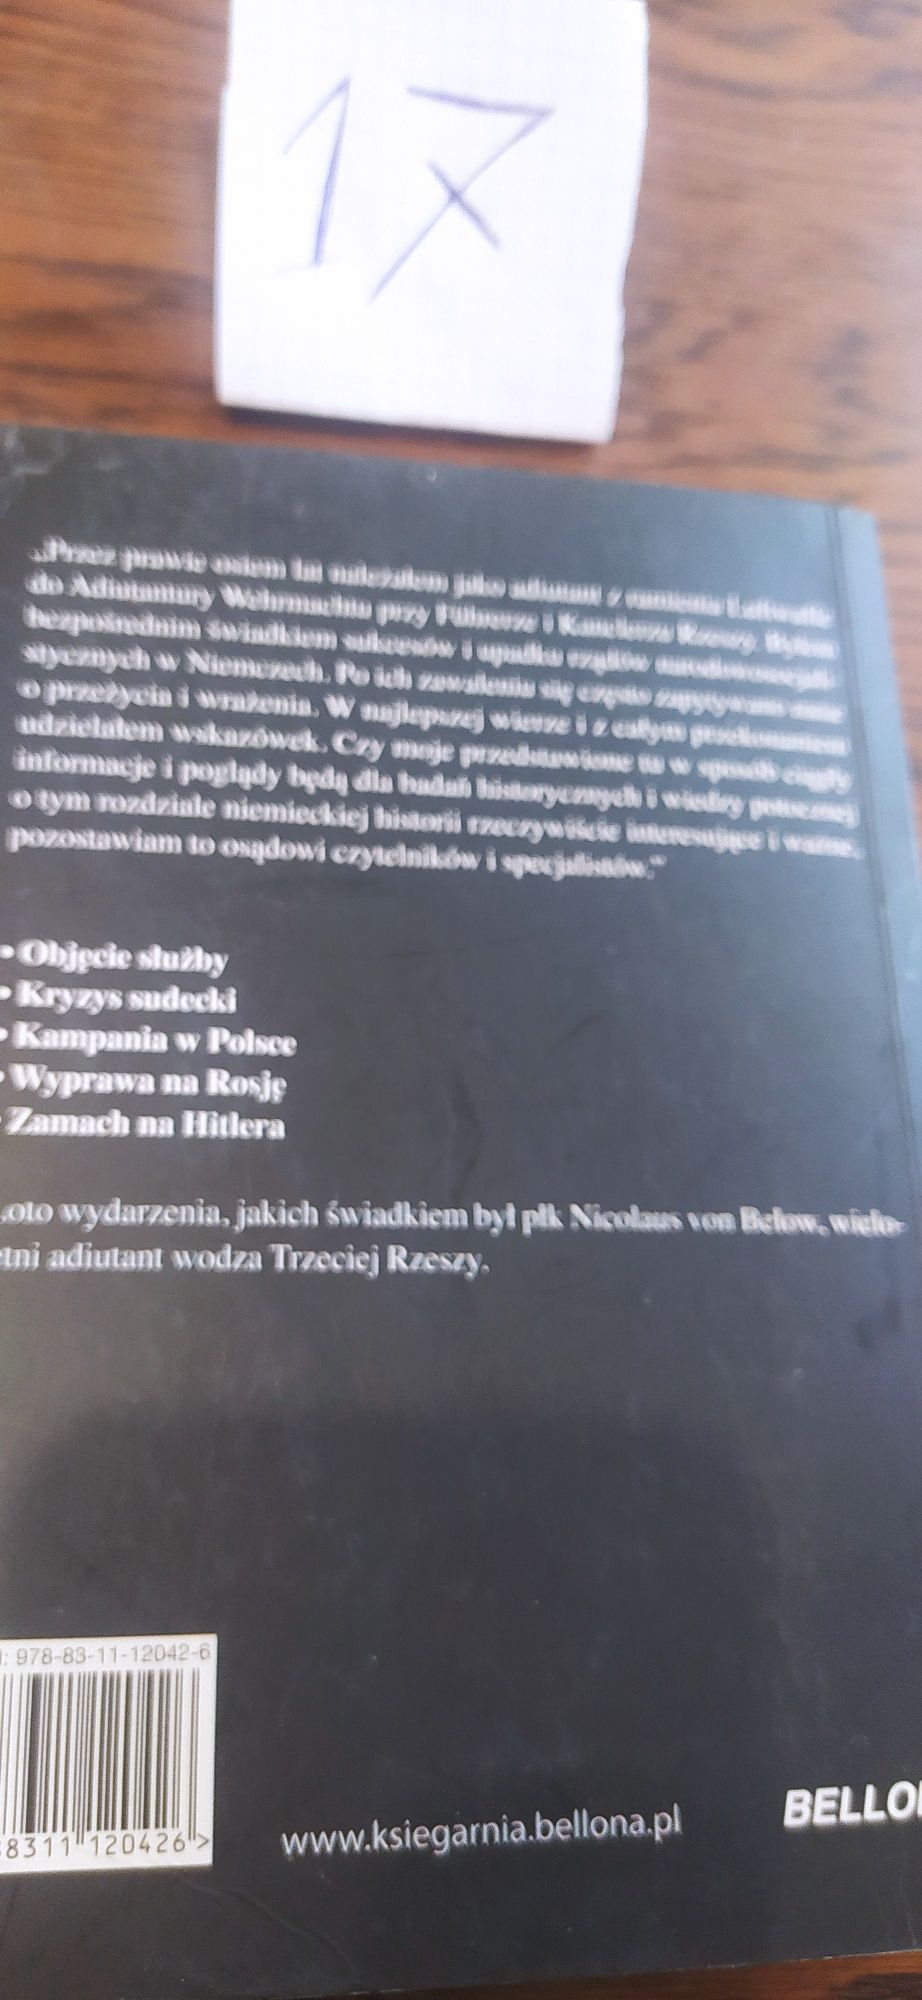 17
„Przez prawie osiem lat należałem jako adiutant z ramienia Luftwaffe
do Adiutantury Wehrmachtu przy Führerze i Kanclerzu Rzeszy. Byłem
bezpośrednim świadkiem sukcesów i upadku rządów narodowosocjali-
stycznych w Niemczech. Po ich zawaleniu się często zapytywano mnie
o przeżycia i wrażenia. W najlepszej wierze i z całym przekonaniem
udzielałem wskazówek. Czy moje przedstawione tu w sposób ciągły
informacje i poglądy będą dla badań historycznych i wiedzy potocznej
o tym rozdziale niemieckiej historii rzeczywiście interesujące i ważne,
pozostawiam to osądowi czytelników i specjalistów."
• Objęcie służby
• Kryzys sudecki
• Kampania w Polsce
• Wyprawa na Rosję
• Zamach na Hitlera
...oto wydarzenia, jakich świadkiem był płk Nicolaus von Below, wielo-
etni adiutant wodza Trzeciej Rzeszy.
: 978-83-11-12042-6
8311 120426 >
www.ksiegarnia.bellona.pl
BELLO